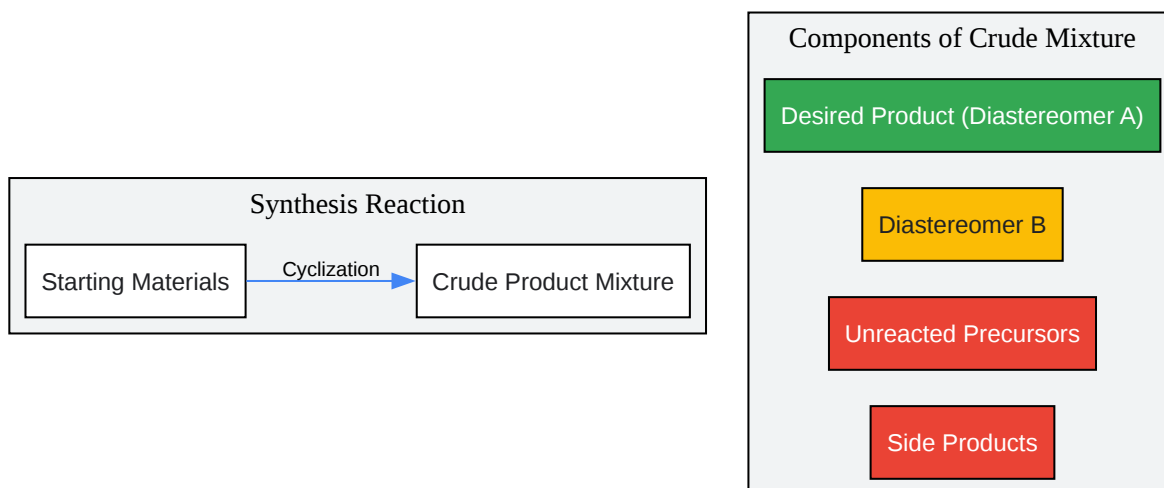 Synthesis Reaction
Starting Materials
Cyclization
Crude Product Mixture
Components of Crude Mixture
Desired Product (Diastereomer A)
Diastereomer B
Unreacted Precursors
Side Products